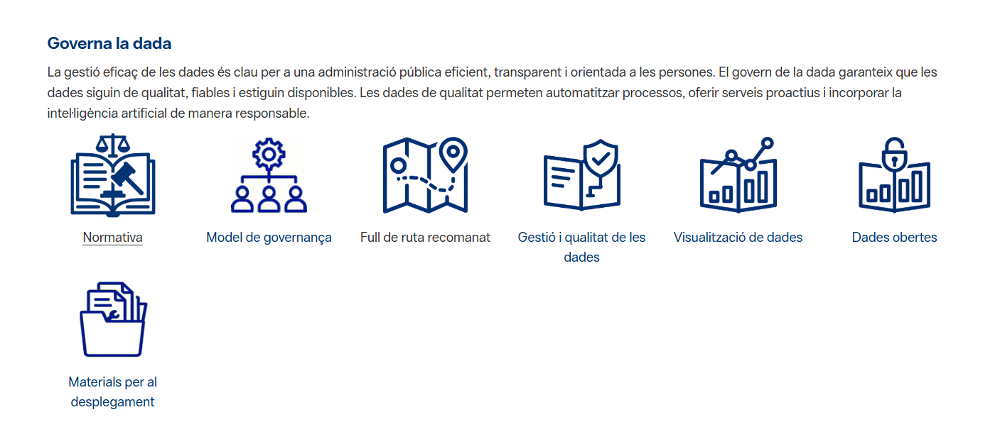 Governa la dada
La gestió eficaç de les dades és clau per a una administració pública eficient, transparent i orientada a les persones. El govern de la dada garanteix que les
dades siguin de qualitat, fiables i estiguin disponibles. Les dades de qualitat permeten automatitzar processos, oferir serveis proactius i incorporar la
intel·ligència artificial de manera responsable.
Normativa
Model de governança
Full de ruta recomanat
Gestió i qualitat de les
dades
Visualització de dades
Dades obertes
Materials per al
desplegament